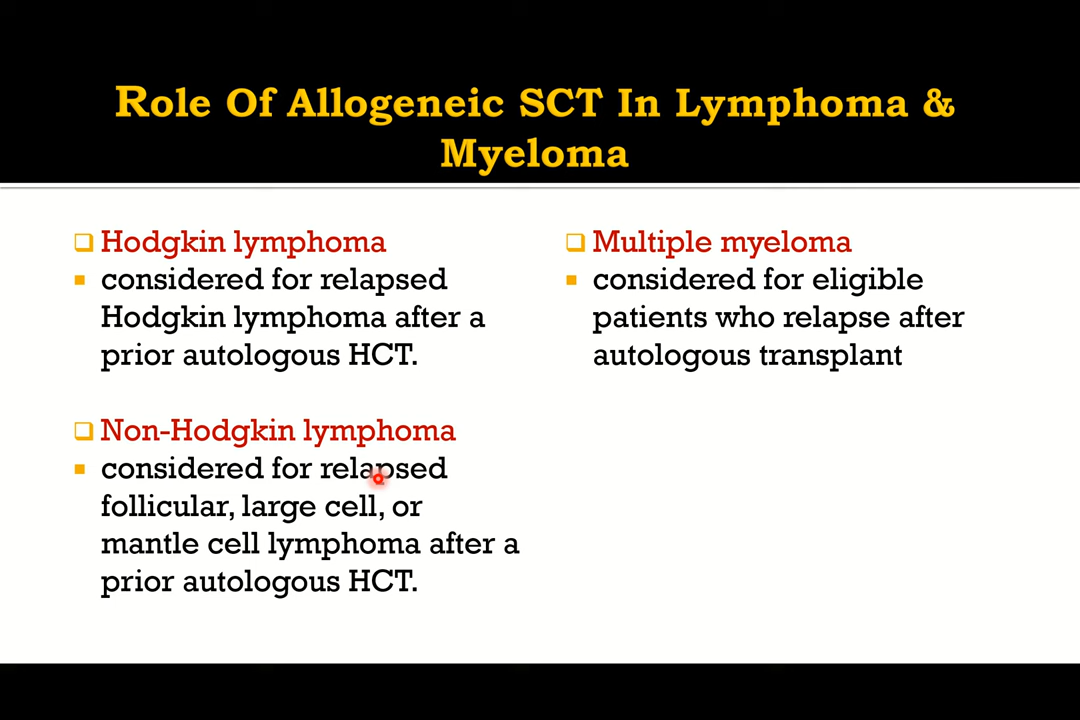 Role Of Allogeneic SCT In Lymphoma &
Myeloma
Hodgkin lymphoma
considered for relapsed
Hodgkin lymphoma after a
prior autologous HCT.
Non-Hodgkin lymphoma
considered for relapsed
follicular, large cell, or
mantle cell lymphoma after a
prior autologous HCT.
Multiple myeloma
considered for eligible
patients who relapse after
autologous transplant